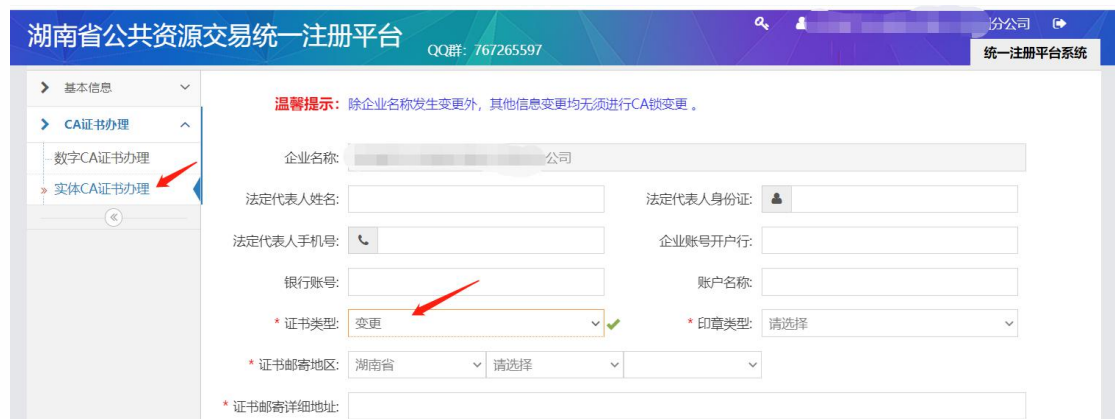 湖南省公共资源交易统一注册平台 QQ群：767265597 分公司
统一注册平台系统
基本信息
CA证书办理
数字CA证书办理
实体CA证书办理
温馨提示：除企业名称发生变更外，其他信息变更均无须进行CA锁变更 。
企业名称: 公司
法定代表人姓名: 法定代表人身份证:
法定代表人手机号: 企业账号开户行:
银行账号: 账户名称:
* 证书类型: 变更 * 印章类型: 请选择
* 证书邮寄地区: 湖南省 请选择
* 证书邮寄详细地址: